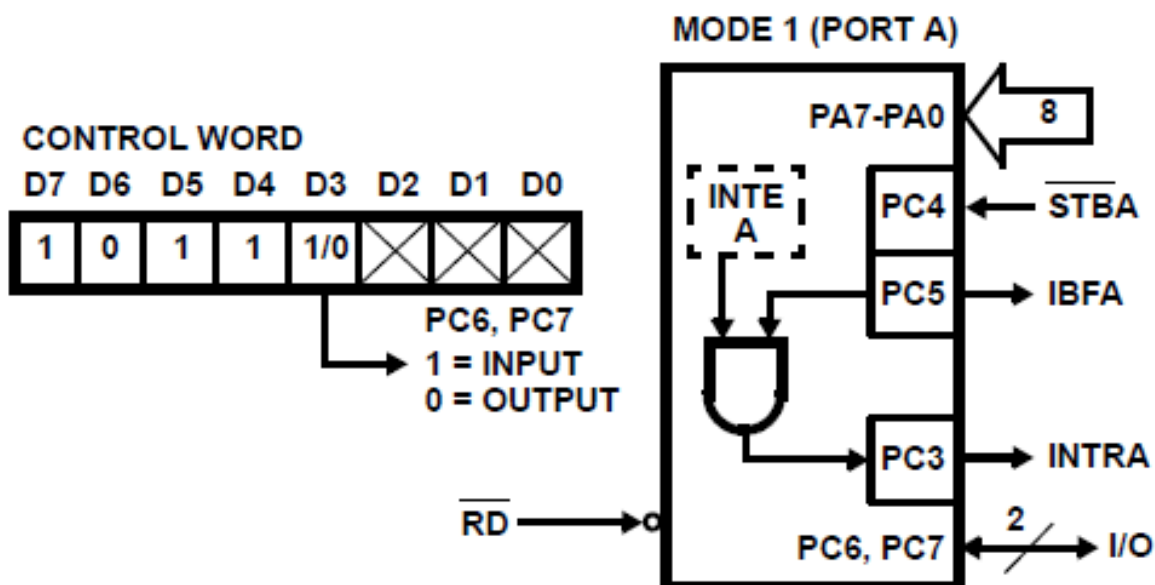 MODE 1 (PORT A)
CONTROL WORD
D7 D6 D5 D4 D3 D2 D1 D0
1 0 1 1 1/0
PC6, PC7
1 = INPUT
0 = OUTPUT
PA7-PA0
8
INTE
A
PC4
STBA
PC5
IBFA
PC3
INTRA
RD
PC6, PC7
2
I/O